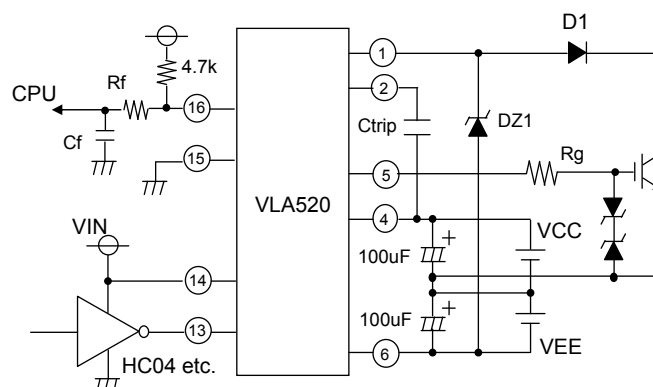 D1
1
4.7k
2
Rf
CPU
16
Ctrip
DZ1
Cf
15
5
Rg
VLA520
4
VIN
VCC
100uF
+
14
+
100uF
13
VEE
HC04 etc.
6